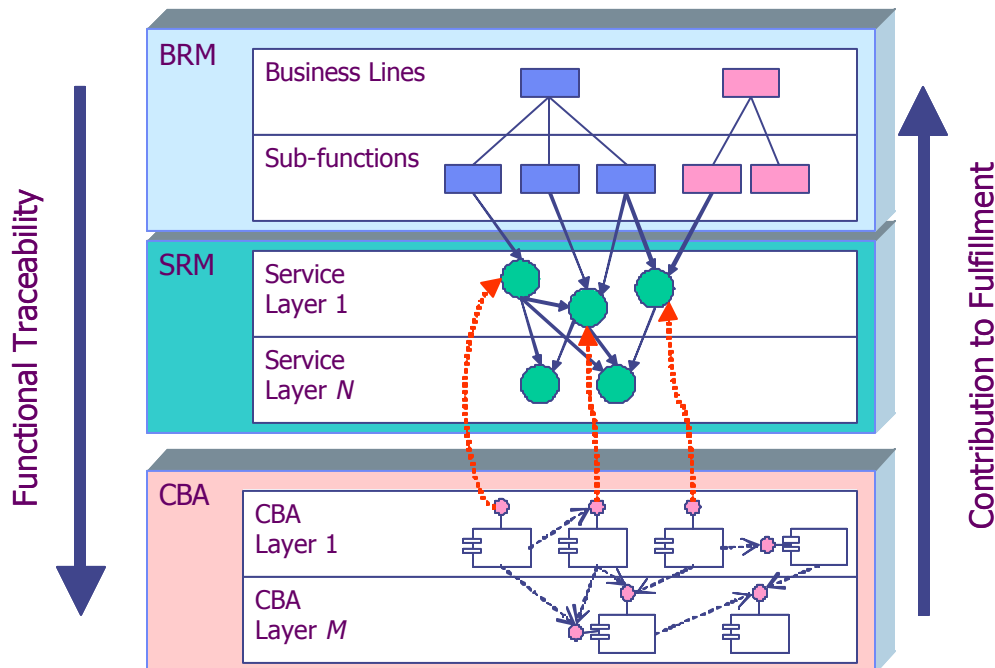 BRM
Business Lines
Sub-functions
SRM
Service
Layer 1
Service
Layer N
CBA
CBA
Layer 1
CBA
Layer M
Functional Traceability
Contribution to Fulfillment